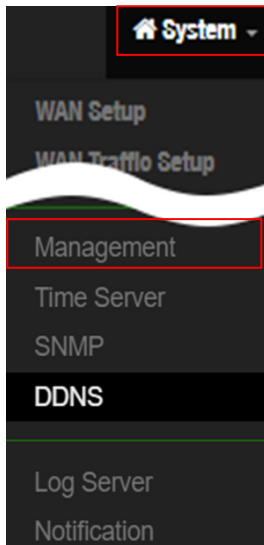 System
WAN Setup
WAN Traffic Setup
Management
Time Server
SNMP
DDNS
Log Server
Notification